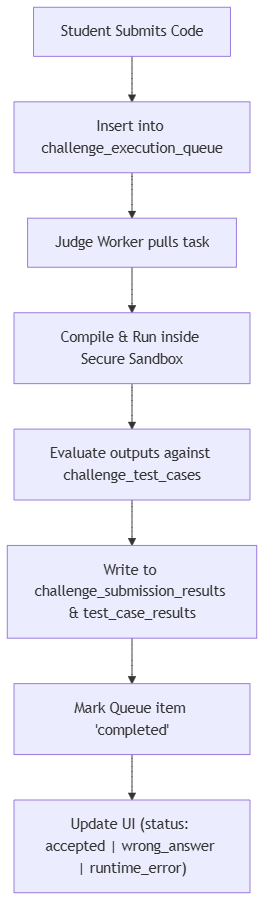 Student Submits Code
Insert into
challenge_execution_queue
Judge Worker pulls task
Compile & Run inside
Secure Sandbox
Evaluate outputs against
challenge_test_cases
Write to
challenge_submission_results
& test_case_results
Mark Queue item
'completed'
Update UI (status:
accepted | wrong_answer
| runtime_error)